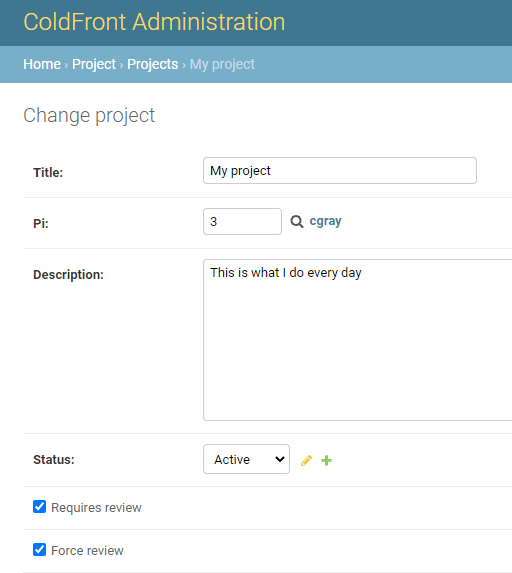 ColdFront Administration
Home › Project › Projects › My project
Change project
Title: My project
Pi: 3 cgray
Description: This is what I do every day
Status: Active
Requires review
Force review